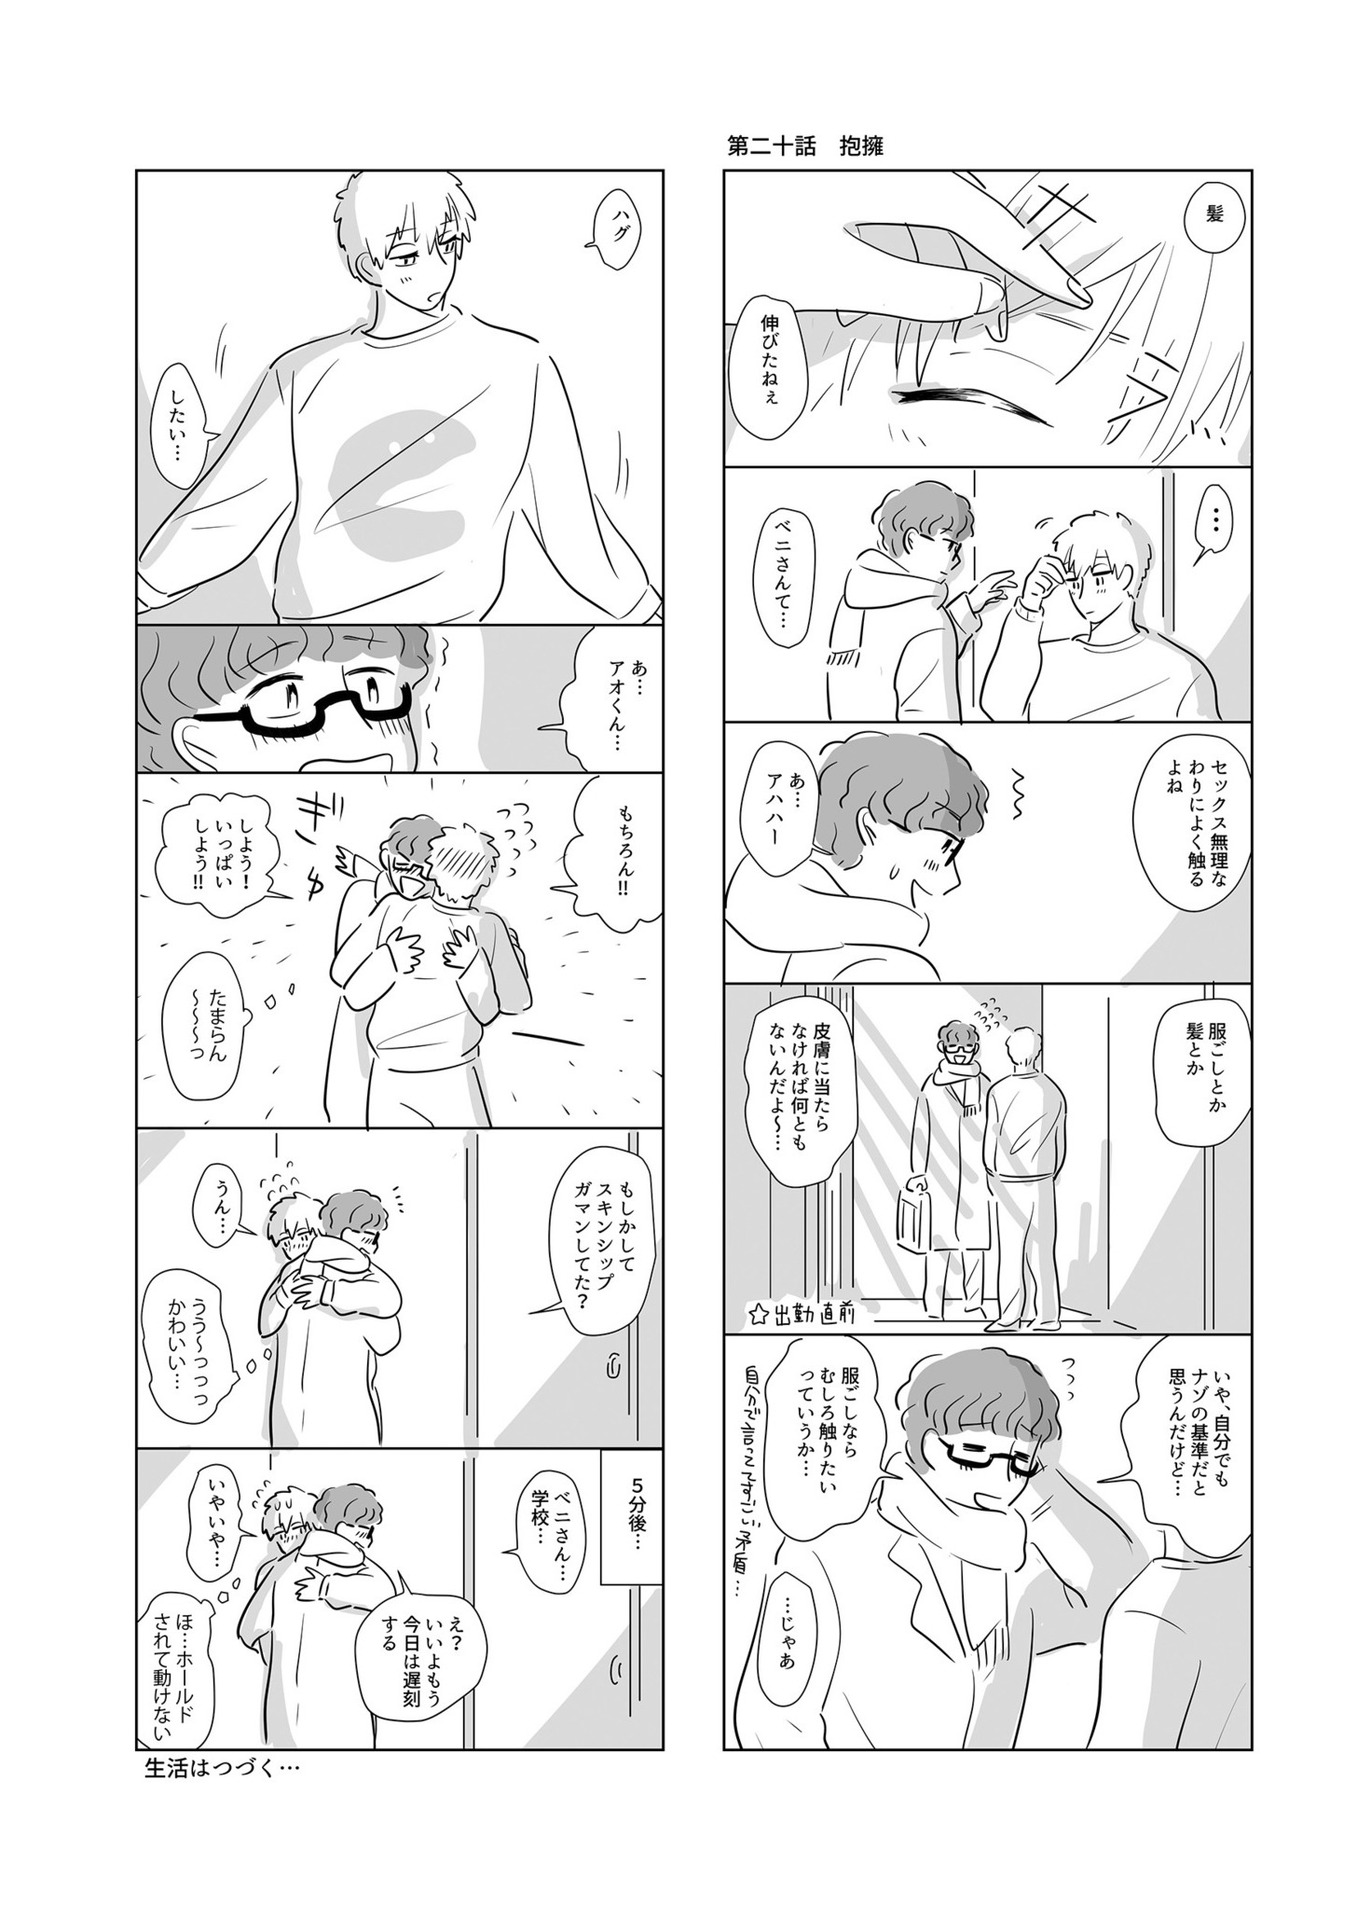 第二十話　抱擁
髪
伸びたねぇ
…
ベニさんて…
セックス無理な
わりによく触る
よね
あ…
アハハー
服ごしとか
髪とか
皮膚に当たら
なければ何とも
ないんだよ〜…
☆出勤直前
いや、自分でも
ナゾの基準だと
思うんだけど…
服ごしなら
むしろ触りたい
っていうか…
自分で言っててすごい矛盾…
…じゃあ
ハグ
したい…
あ…
アオくん…
もちろん!!
ぎゅ
しよう！
いっぱい
しよう!!
たまらん
〜〜〜っ
もしかして
スキンシップ
ガマンしてた？
うん…
うう〜っっっ
かわいい…
５分後…
ベニさん…
学校…
え？
いいよもう
今日は遅刻
する
いやいや…
ほ…ホールド
されて動けない
生活はつづく…